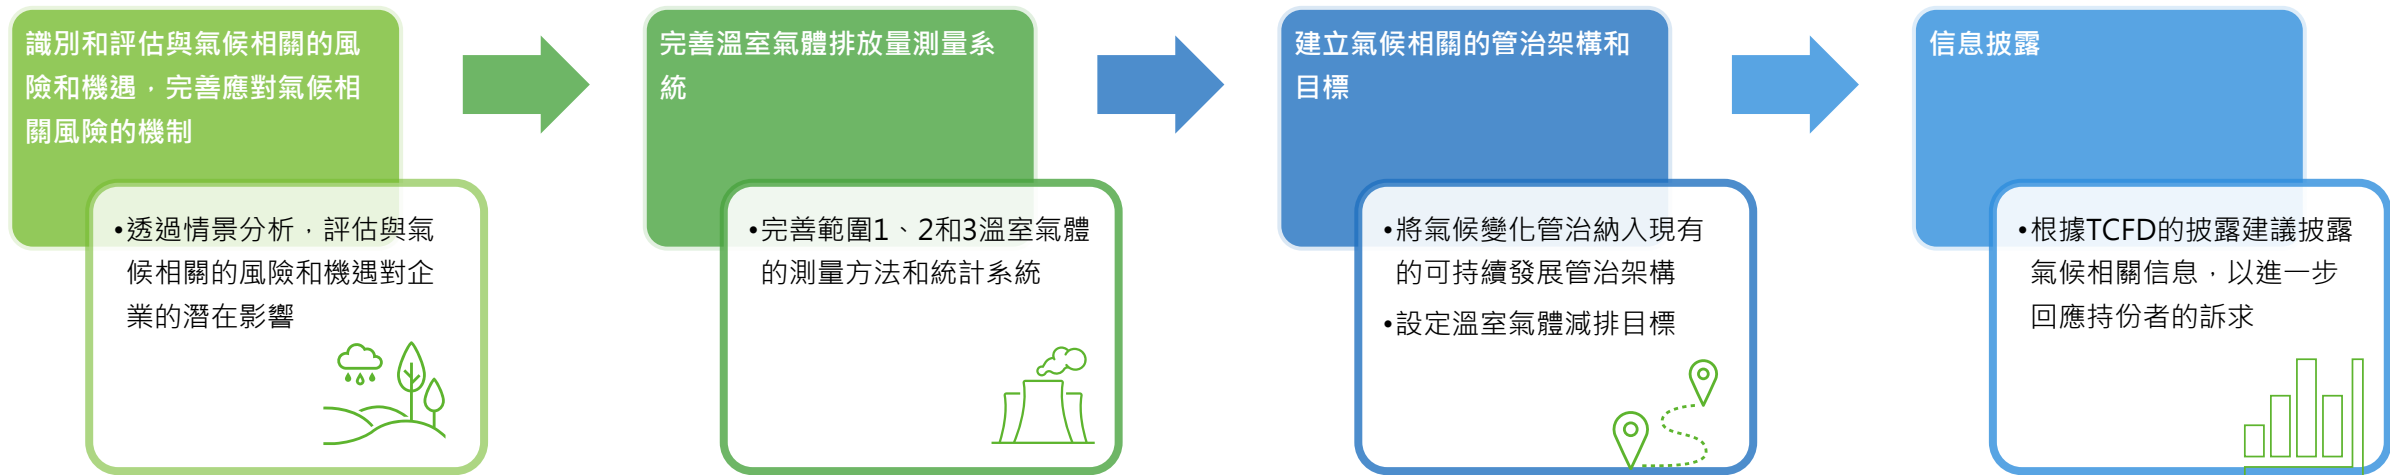 識別和評估與氣候相關的風
險和機遇，完善應對氣候相
關風險的機制
•透過情景分析，評估與氣
候相關的風險和機遇對企
業的潛在影響
完善溫室氣體排放量測量系
統
•完善範圍1、2和3溫室氣體
的測量方法和統計系統
建立氣候相關的管治架構和
目標
•將氣候變化管治納入現有
的可持續發展管治架構
•設定溫室氣體減排目標
信息披露
•根據TCFD的披露建議披露
氣候相關信息，以進一步
回應持份者的訴求